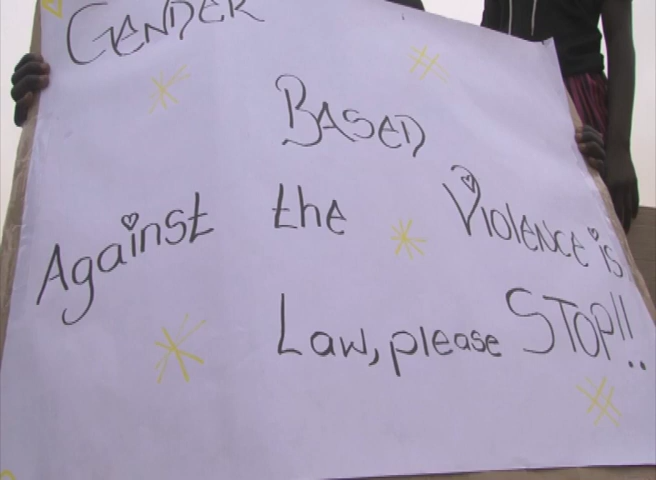 GENDER
BASED
Against the Violence is
Law, please STOP!!